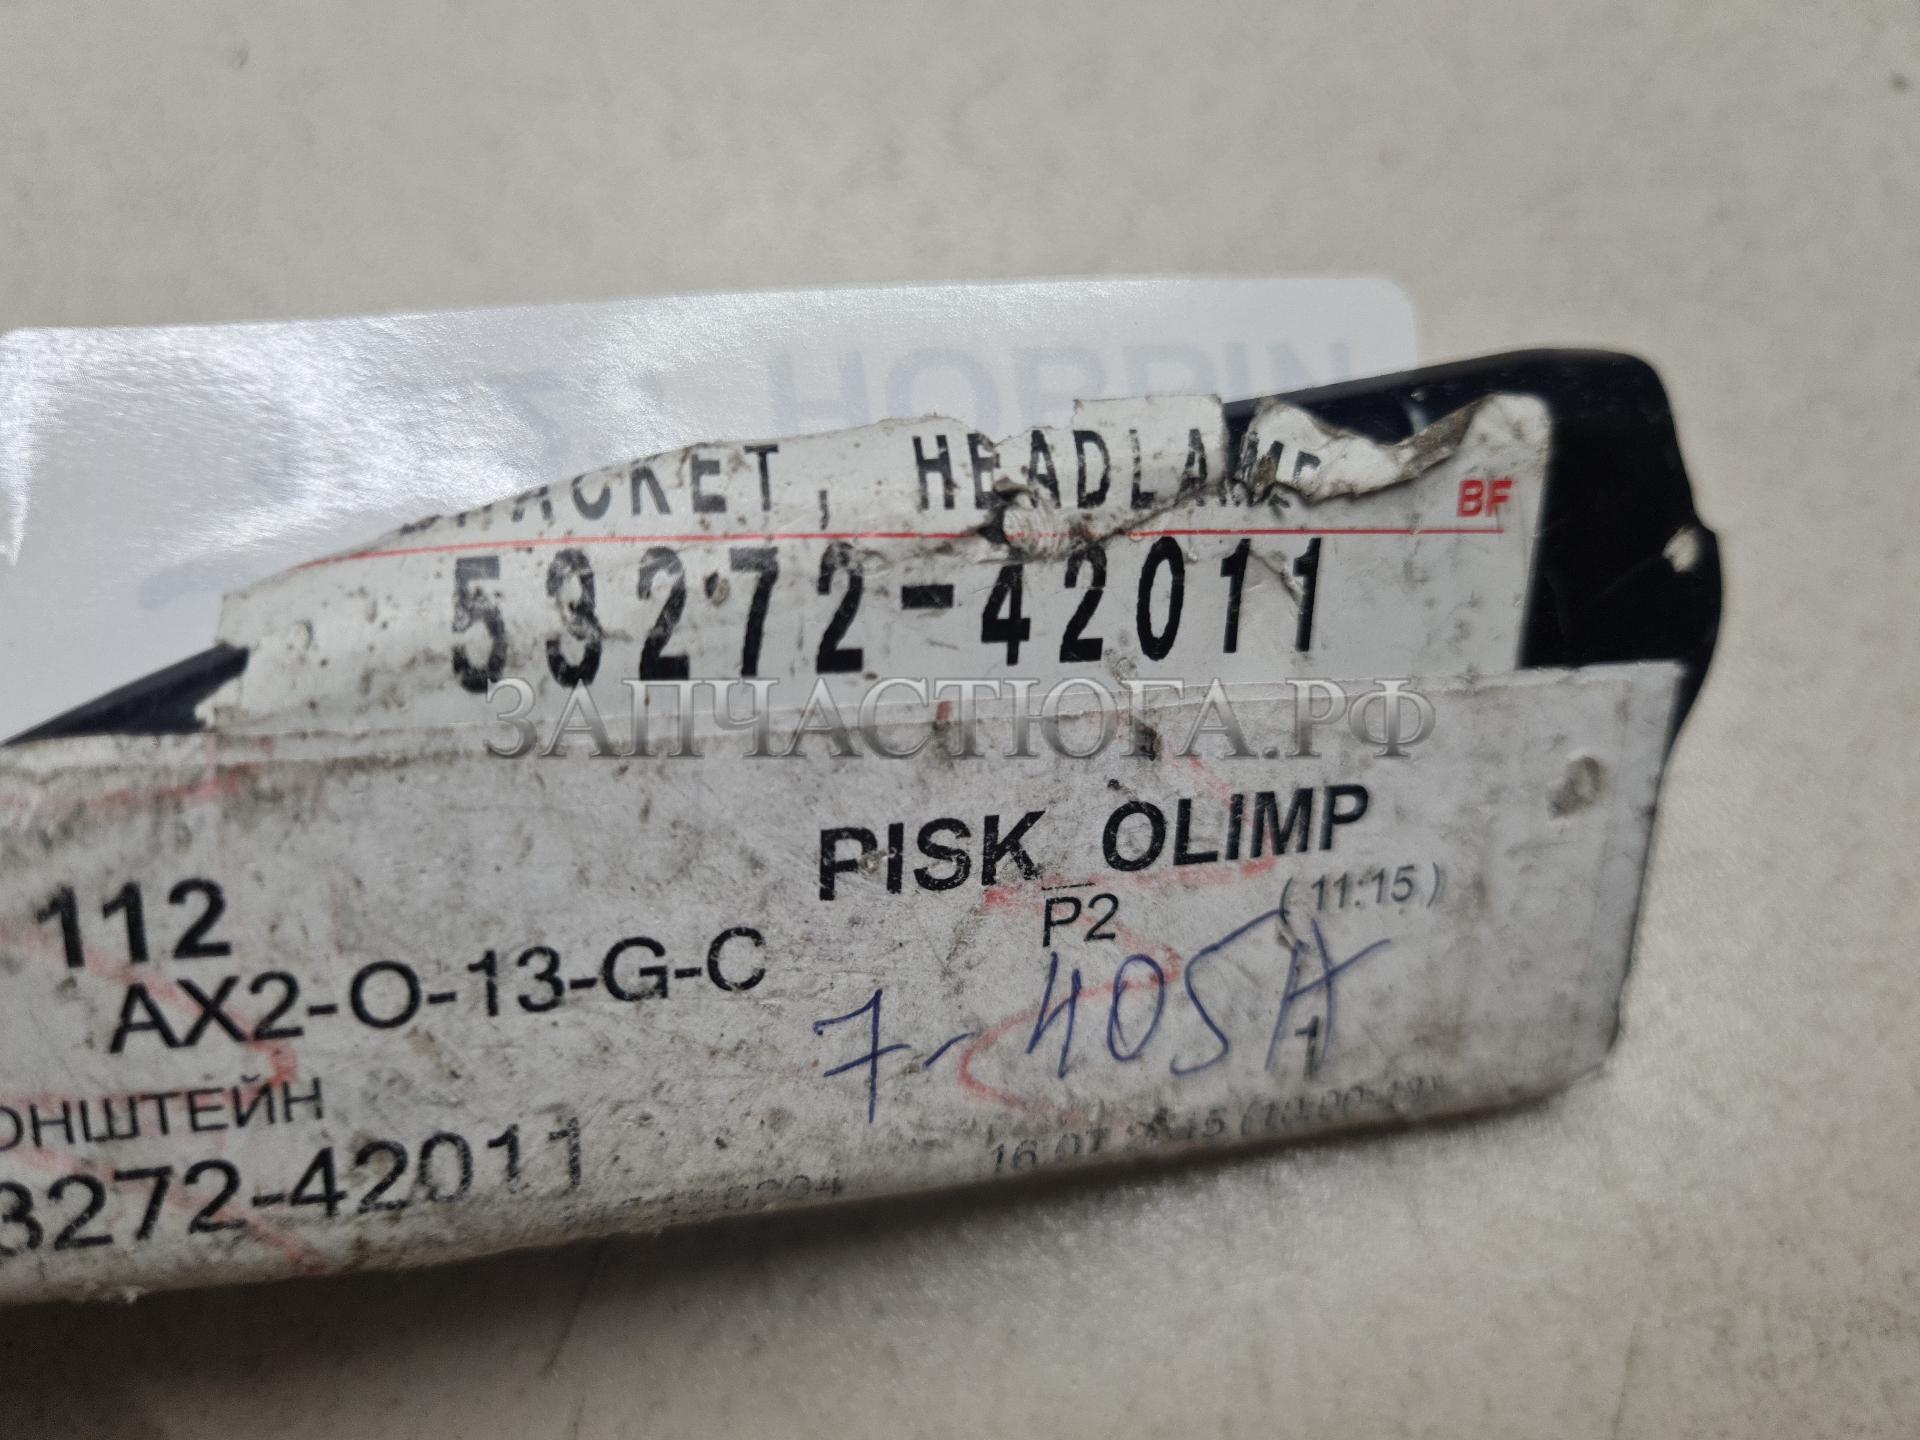 BRACKET, HEADLAMP
BF
53272-42011
ЗАПЧАСТЮГА.РФ
PISK_OLIMP
112
P2
(11:15)
AX2-O-13-G-C
7-405A
1
ОНШТЕЙН
3272-42011